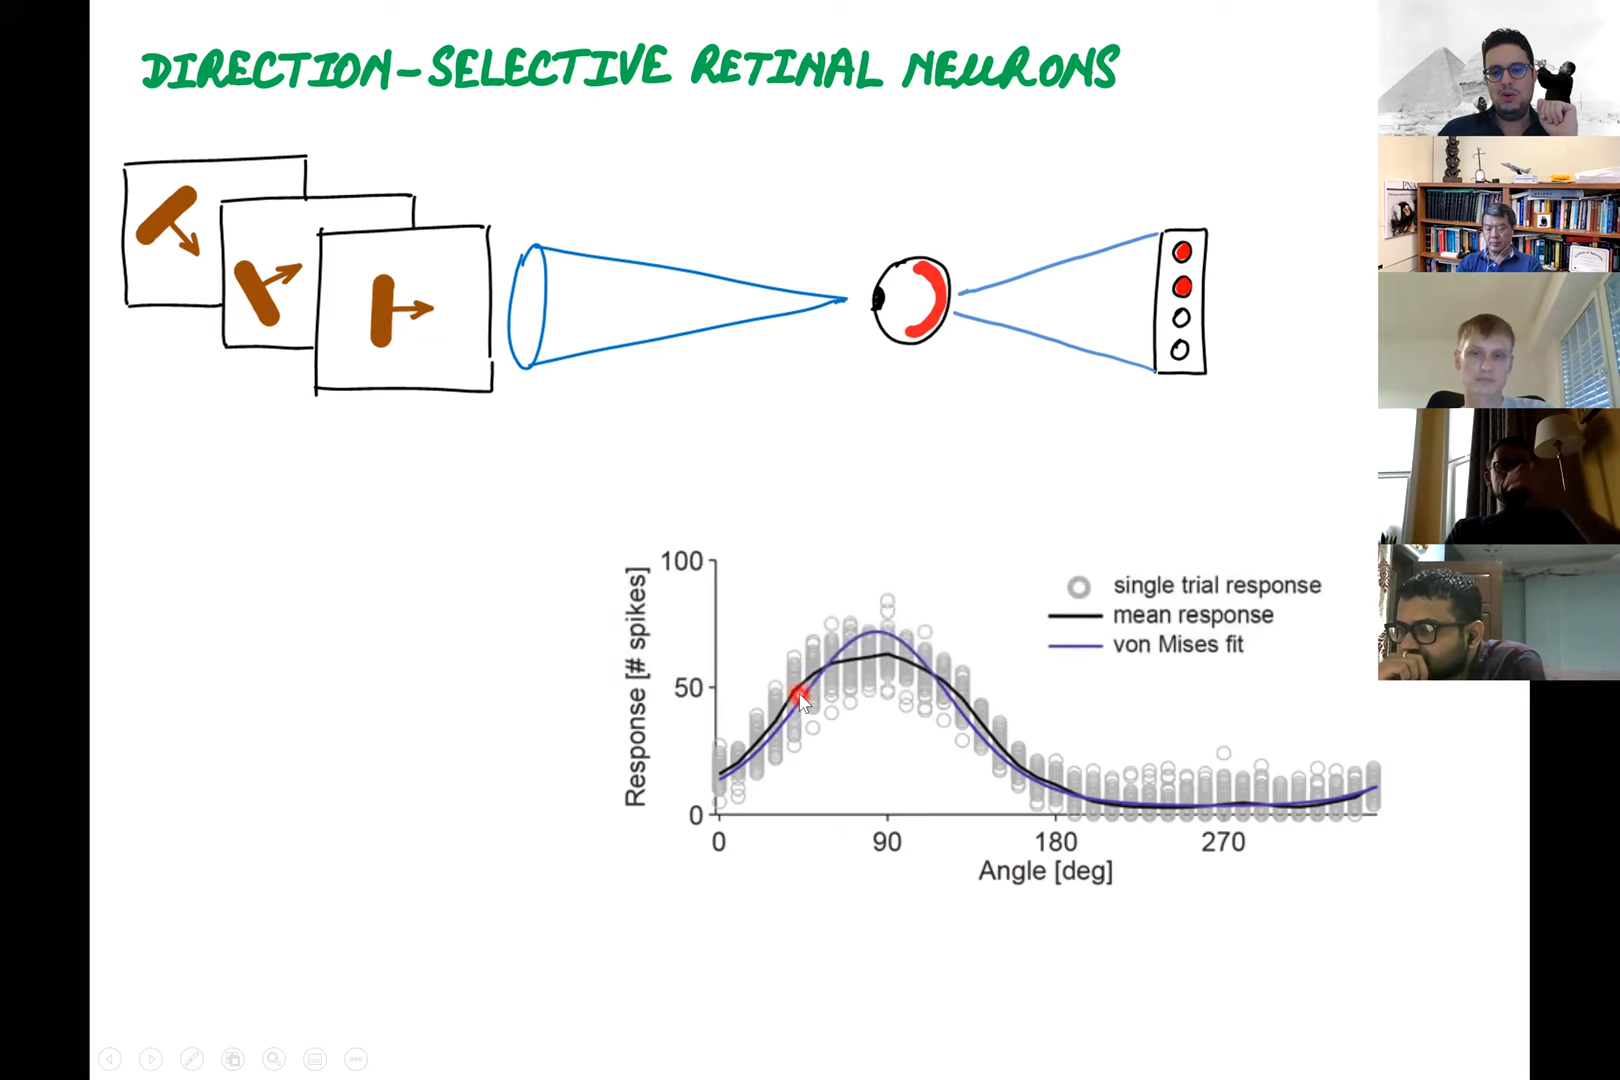 DIRECTION-SELECTIVE RETINAL NEURONS
PNA
100
50
0
Response [# spikes]
single trial response
mean response
von Mises fit
0 90 180 270
Angle [deg]